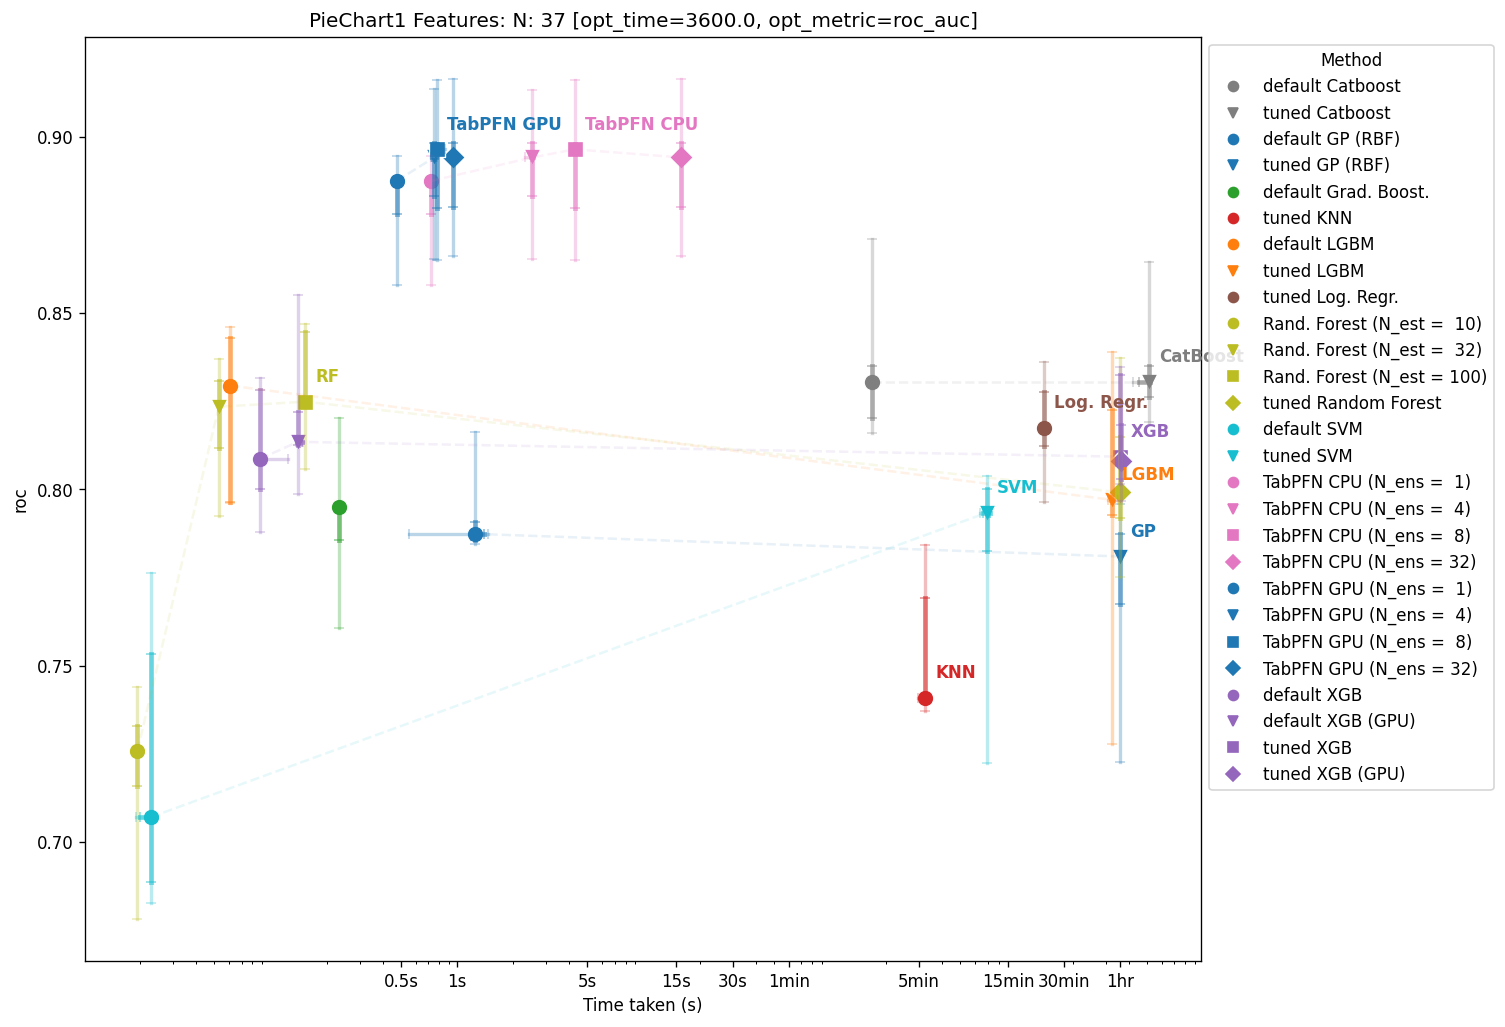 PieChart1 Features: N: 37 [opt_time=3600.0, opt_metric=roc_auc]
roc
0.90
0.85
0.80
0.75
0.70
TabPFN GPU
TabPFN CPU
CatBoost
RF
Log. Regr.
XGB
LGBM
SVM
GP
KNN
0.5s
1s
5s
15s
30s
1min
5min
15min
30min
1hr
Time taken (s)
Method
default Catboost
tuned Catboost
default GP (RBF)
tuned GP (RBF)
default Grad. Boost.
tuned KNN
default LGBM
tuned LGBM
tuned Log. Regr.
Rand. Forest (N_est =  10)
Rand. Forest (N_est =  32)
Rand. Forest (N_est = 100)
tuned Random Forest
default SVM
tuned SVM
TabPFN CPU (N_ens =  1)
TabPFN CPU (N_ens =  4)
TabPFN CPU (N_ens =  8)
TabPFN CPU (N_ens = 32)
TabPFN GPU (N_ens =  1)
TabPFN GPU (N_ens =  4)
TabPFN GPU (N_ens =  8)
TabPFN GPU (N_ens = 32)
default XGB
default XGB (GPU)
tuned XGB
tuned XGB (GPU)